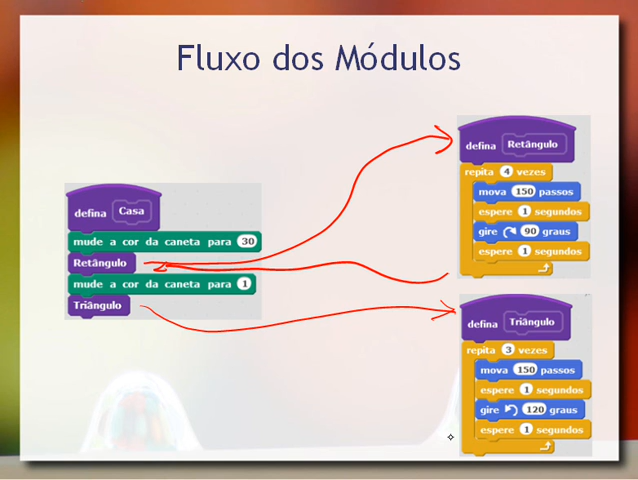 Fluxo dos Módulos
defina Casa
mude a cor da caneta para 30
Retângulo
mude a cor da caneta para 1
Triângulo
defina Retângulo
repita 4 vezes
mova 150 passos
espere 1 segundos
gire 90 graus
espere 1 segundos
defina Triângulo
repita 3 vezes
mova 150 passos
espere 1 segundos
gire 120 graus
espere 1 segundos